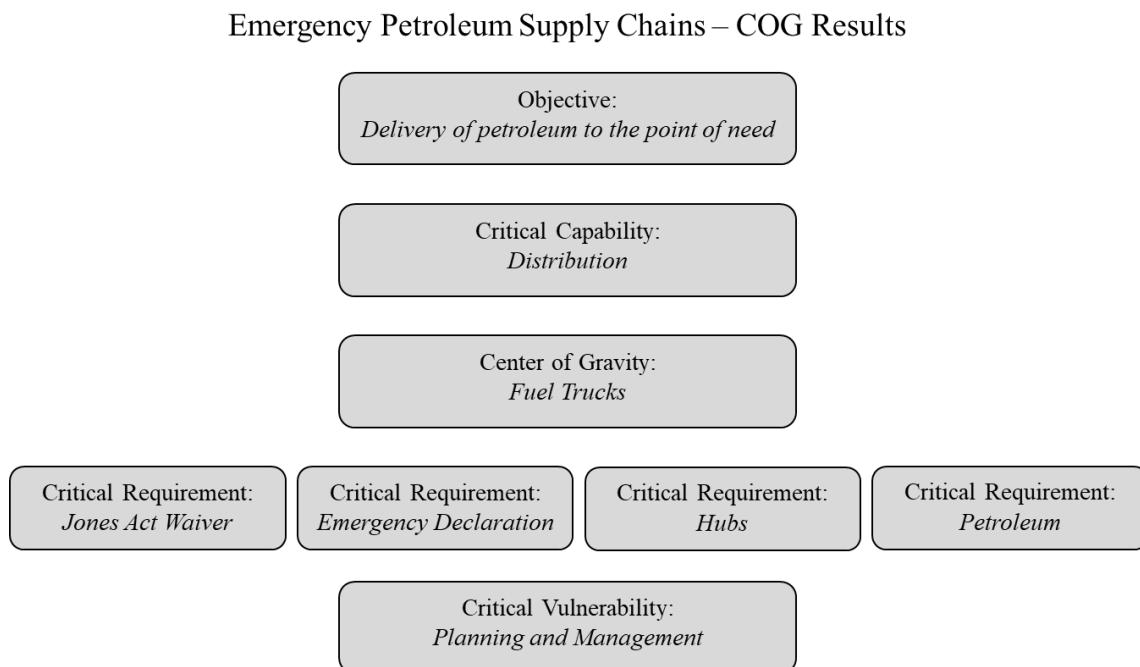 Emergency Petroleum Supply Chains – COG Results
Objective:
Delivery of petroleum to the point of need
Critical Capability:
Distribution
Center of Gravity:
Fuel Trucks
Critical Requirement:
Jones Act Waiver
Critical Requirement:
Emergency Declaration
Critical Requirement:
Hubs
Critical Requirement:
Petroleum
Critical Vulnerability:
Planning and Management